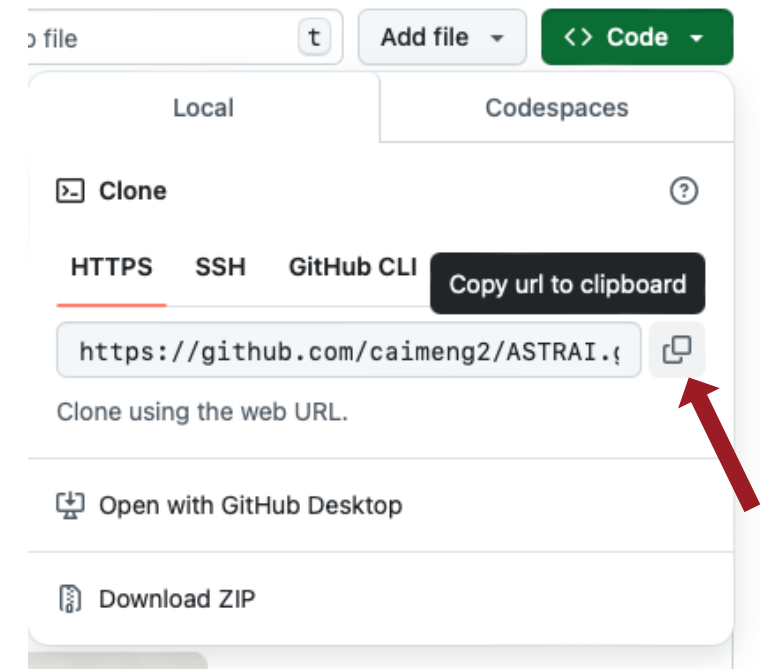 file
t
Add file
<> Code
Local
Codespaces
Clone
?
HTTPS
SSH
GitHub CLI
Copy url to clipboard
https://github.com/caimeng2/ASTRAI.g
Clone using the web URL.
Open with GitHub Desktop
Download ZIP